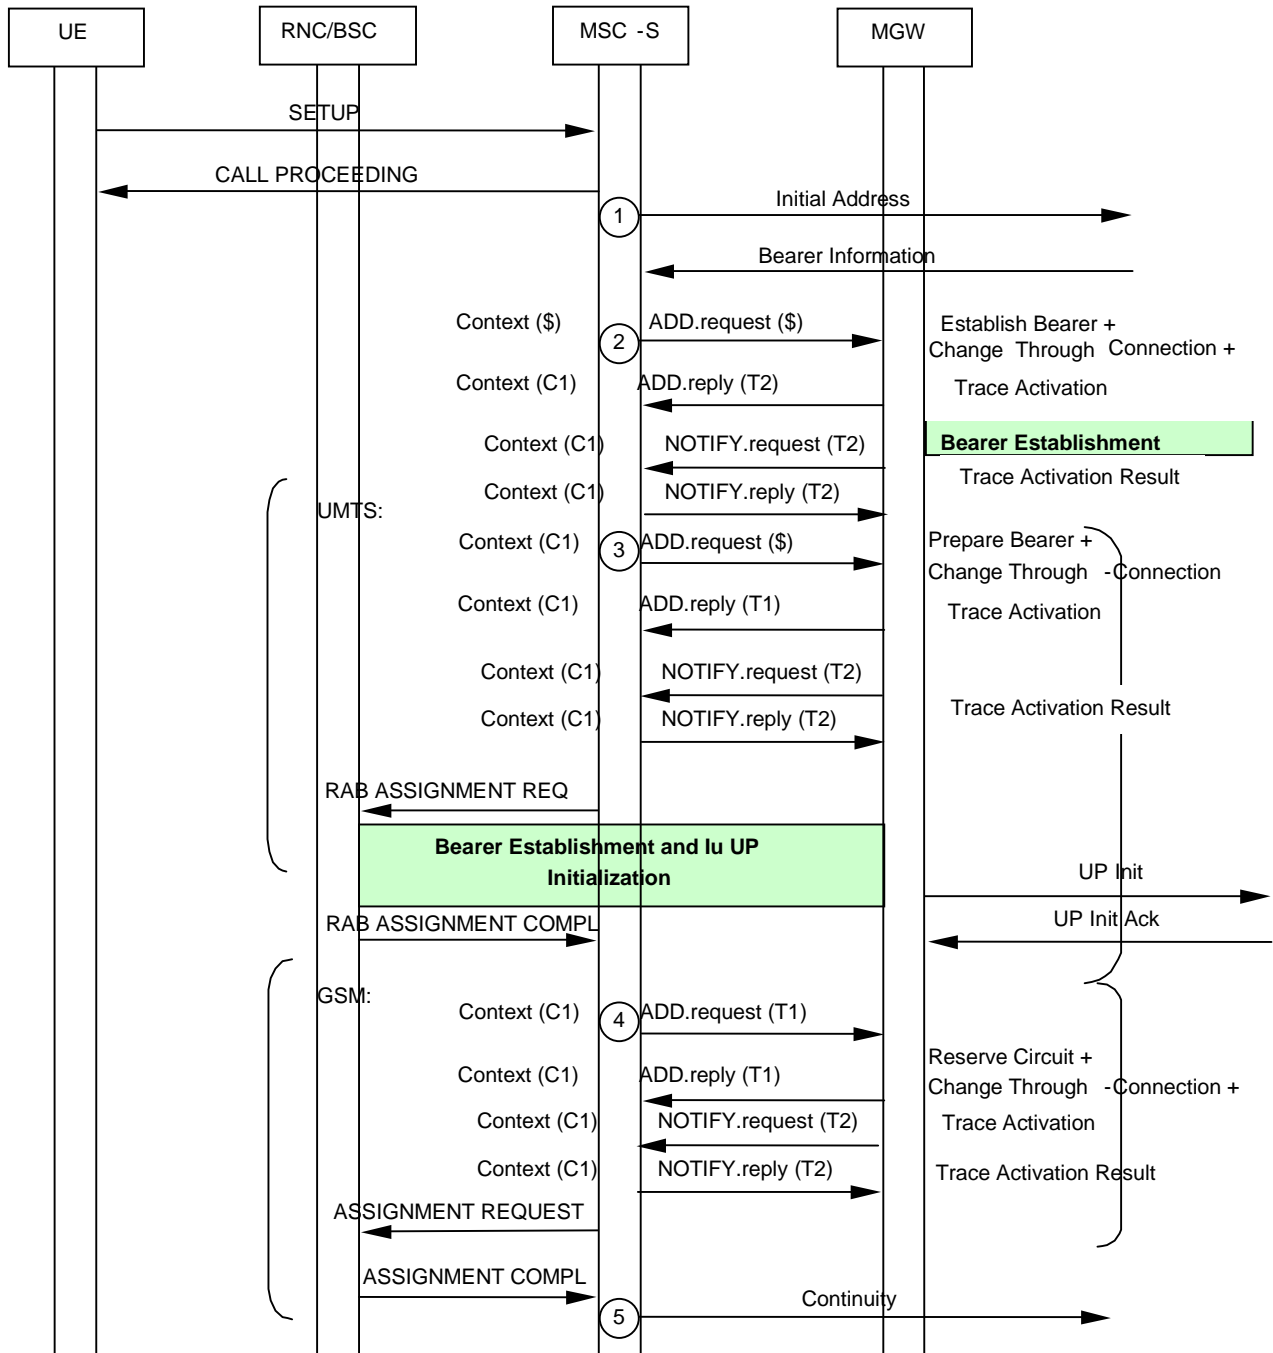 UE
RNC/BSC
MSC -S
MGW
SETUP
CALL PROCEEDING
1
Initial Address
Bearer Information
Context ($)
2
ADD.request ($)
Establish Bearer +
Change Through Connection +
Context (C1)
ADD.reply (T2)
Trace Activation
Context (C1)
NOTIFY.request (T2)
Bearer Establishment
Trace Activation Result
Context (C1)
NOTIFY.reply (T2)
UMTS:
Context (C1)
3
ADD.request ($)
Prepare Bearer +
Change Through -Connection
Context (C1)
ADD.reply (T1)
Trace Activation
Context (C1)
NOTIFY.request (T2)
Trace Activation Result
Context (C1)
NOTIFY.reply (T2)
RAB ASSIGNMENT REQ
Bearer Establishment and Iu UP
Initialization
UP Init
RAB ASSIGNMENT COMPL
UP Init Ack
GSM:
Context (C1)
4
ADD.request (T1)
Reserve Circuit +
Change Through -Connection +
Context (C1)
ADD.reply (T1)
Context (C1)
NOTIFY.request (T2)
Trace Activation
Context (C1)
NOTIFY.reply (T2)
Trace Activation Result
ASSIGNMENT REQUEST
ASSIGNMENT COMPL
5
Continuity